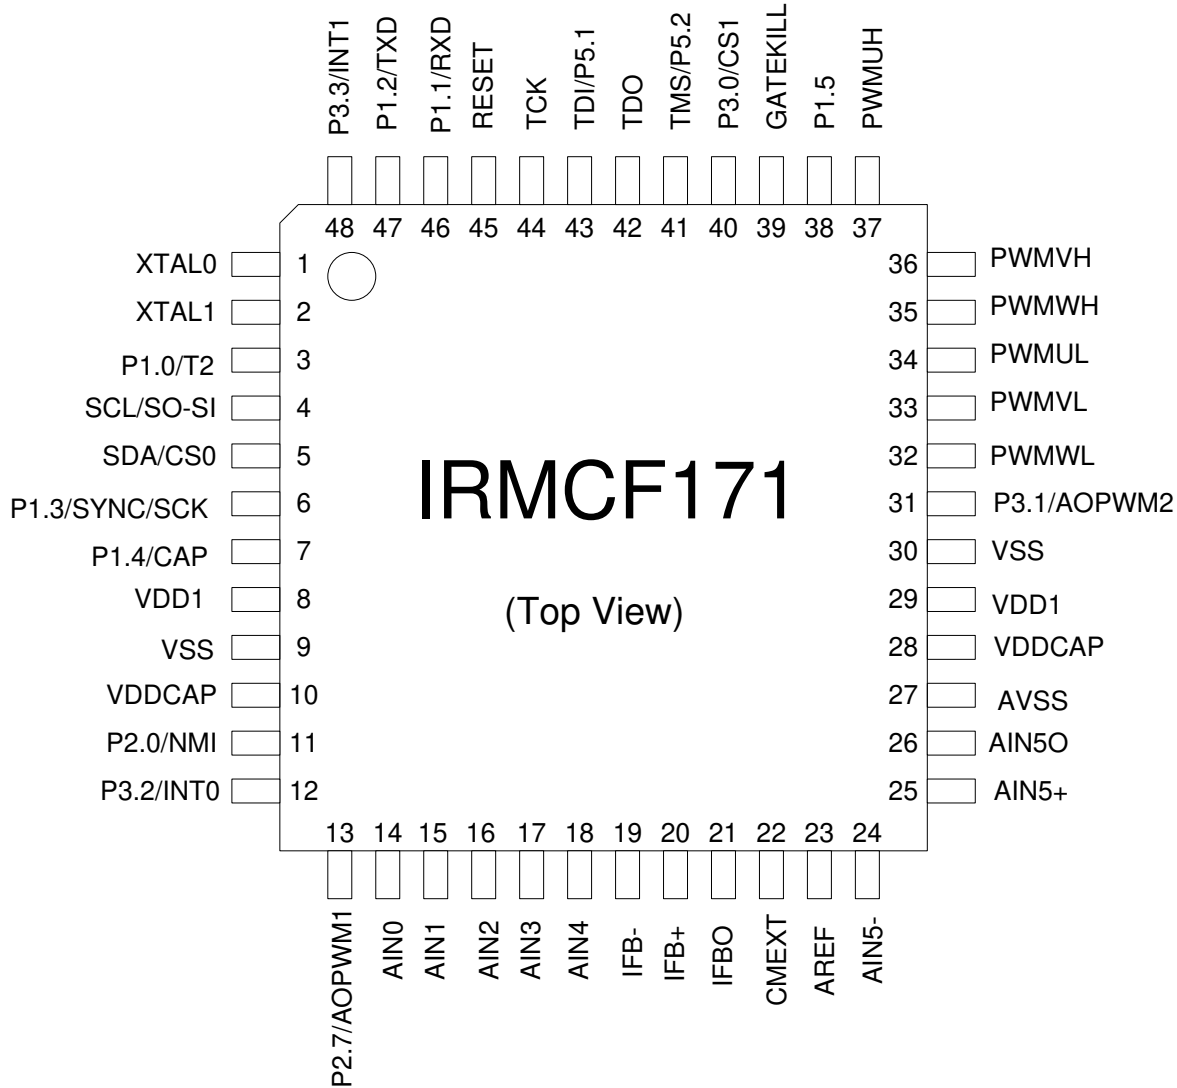 P3.3/INT1
P1.2/TXD
P1.1/RXD
RESET
TCK
TDI/P5.1
TDO
TMS/P5.2
P3.0/CS1
GATEKILL
P1.5
PWMUH
48 47 46 45 44 43 42 41 40 39 38 37
XTAL0 1
XTAL1 2
P1.0/T2 3
SCL/SO-SI 4
SDA/CS0 5
P1.3/SYNC/SCK 6
P1.4/CAP 7
VDD1 8
VSS 9
VDDCAP 10
P2.0/NMI 11
P3.2/INT0 12
IRMCF171
(Top View)
36 PWMVH
35 PWMWH
34 PWMUL
33 PWMVL
32 PWMWL
31 P3.1/AOPWM2
30 VSS
29 VDD1
28 VDDCAP
27 AVSS
26 AIN5O
25 AIN5+
13 14 15 16 17 18 19 20 21 22 23 24
P2.7/AOPWM1
AIN0
AIN1
AIN2
AIN3
AIN4
IFB-
IFB+
IFBO
CMEXT
AREF
AIN5-